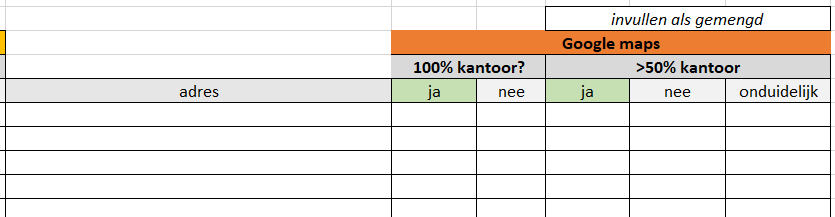 invullen als gemengd
Google maps
100% kantoor? >50% kantoor
adres ja nee ja nee onduidelijk